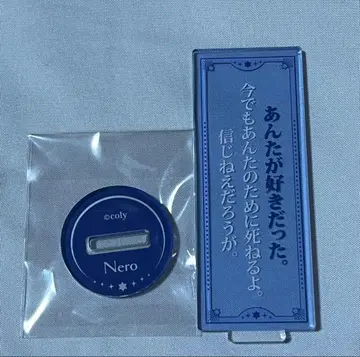 ©coly
Nero
あんたが好きだった。
今でもあんたのために死ねるよ。
信じねえだろうが。